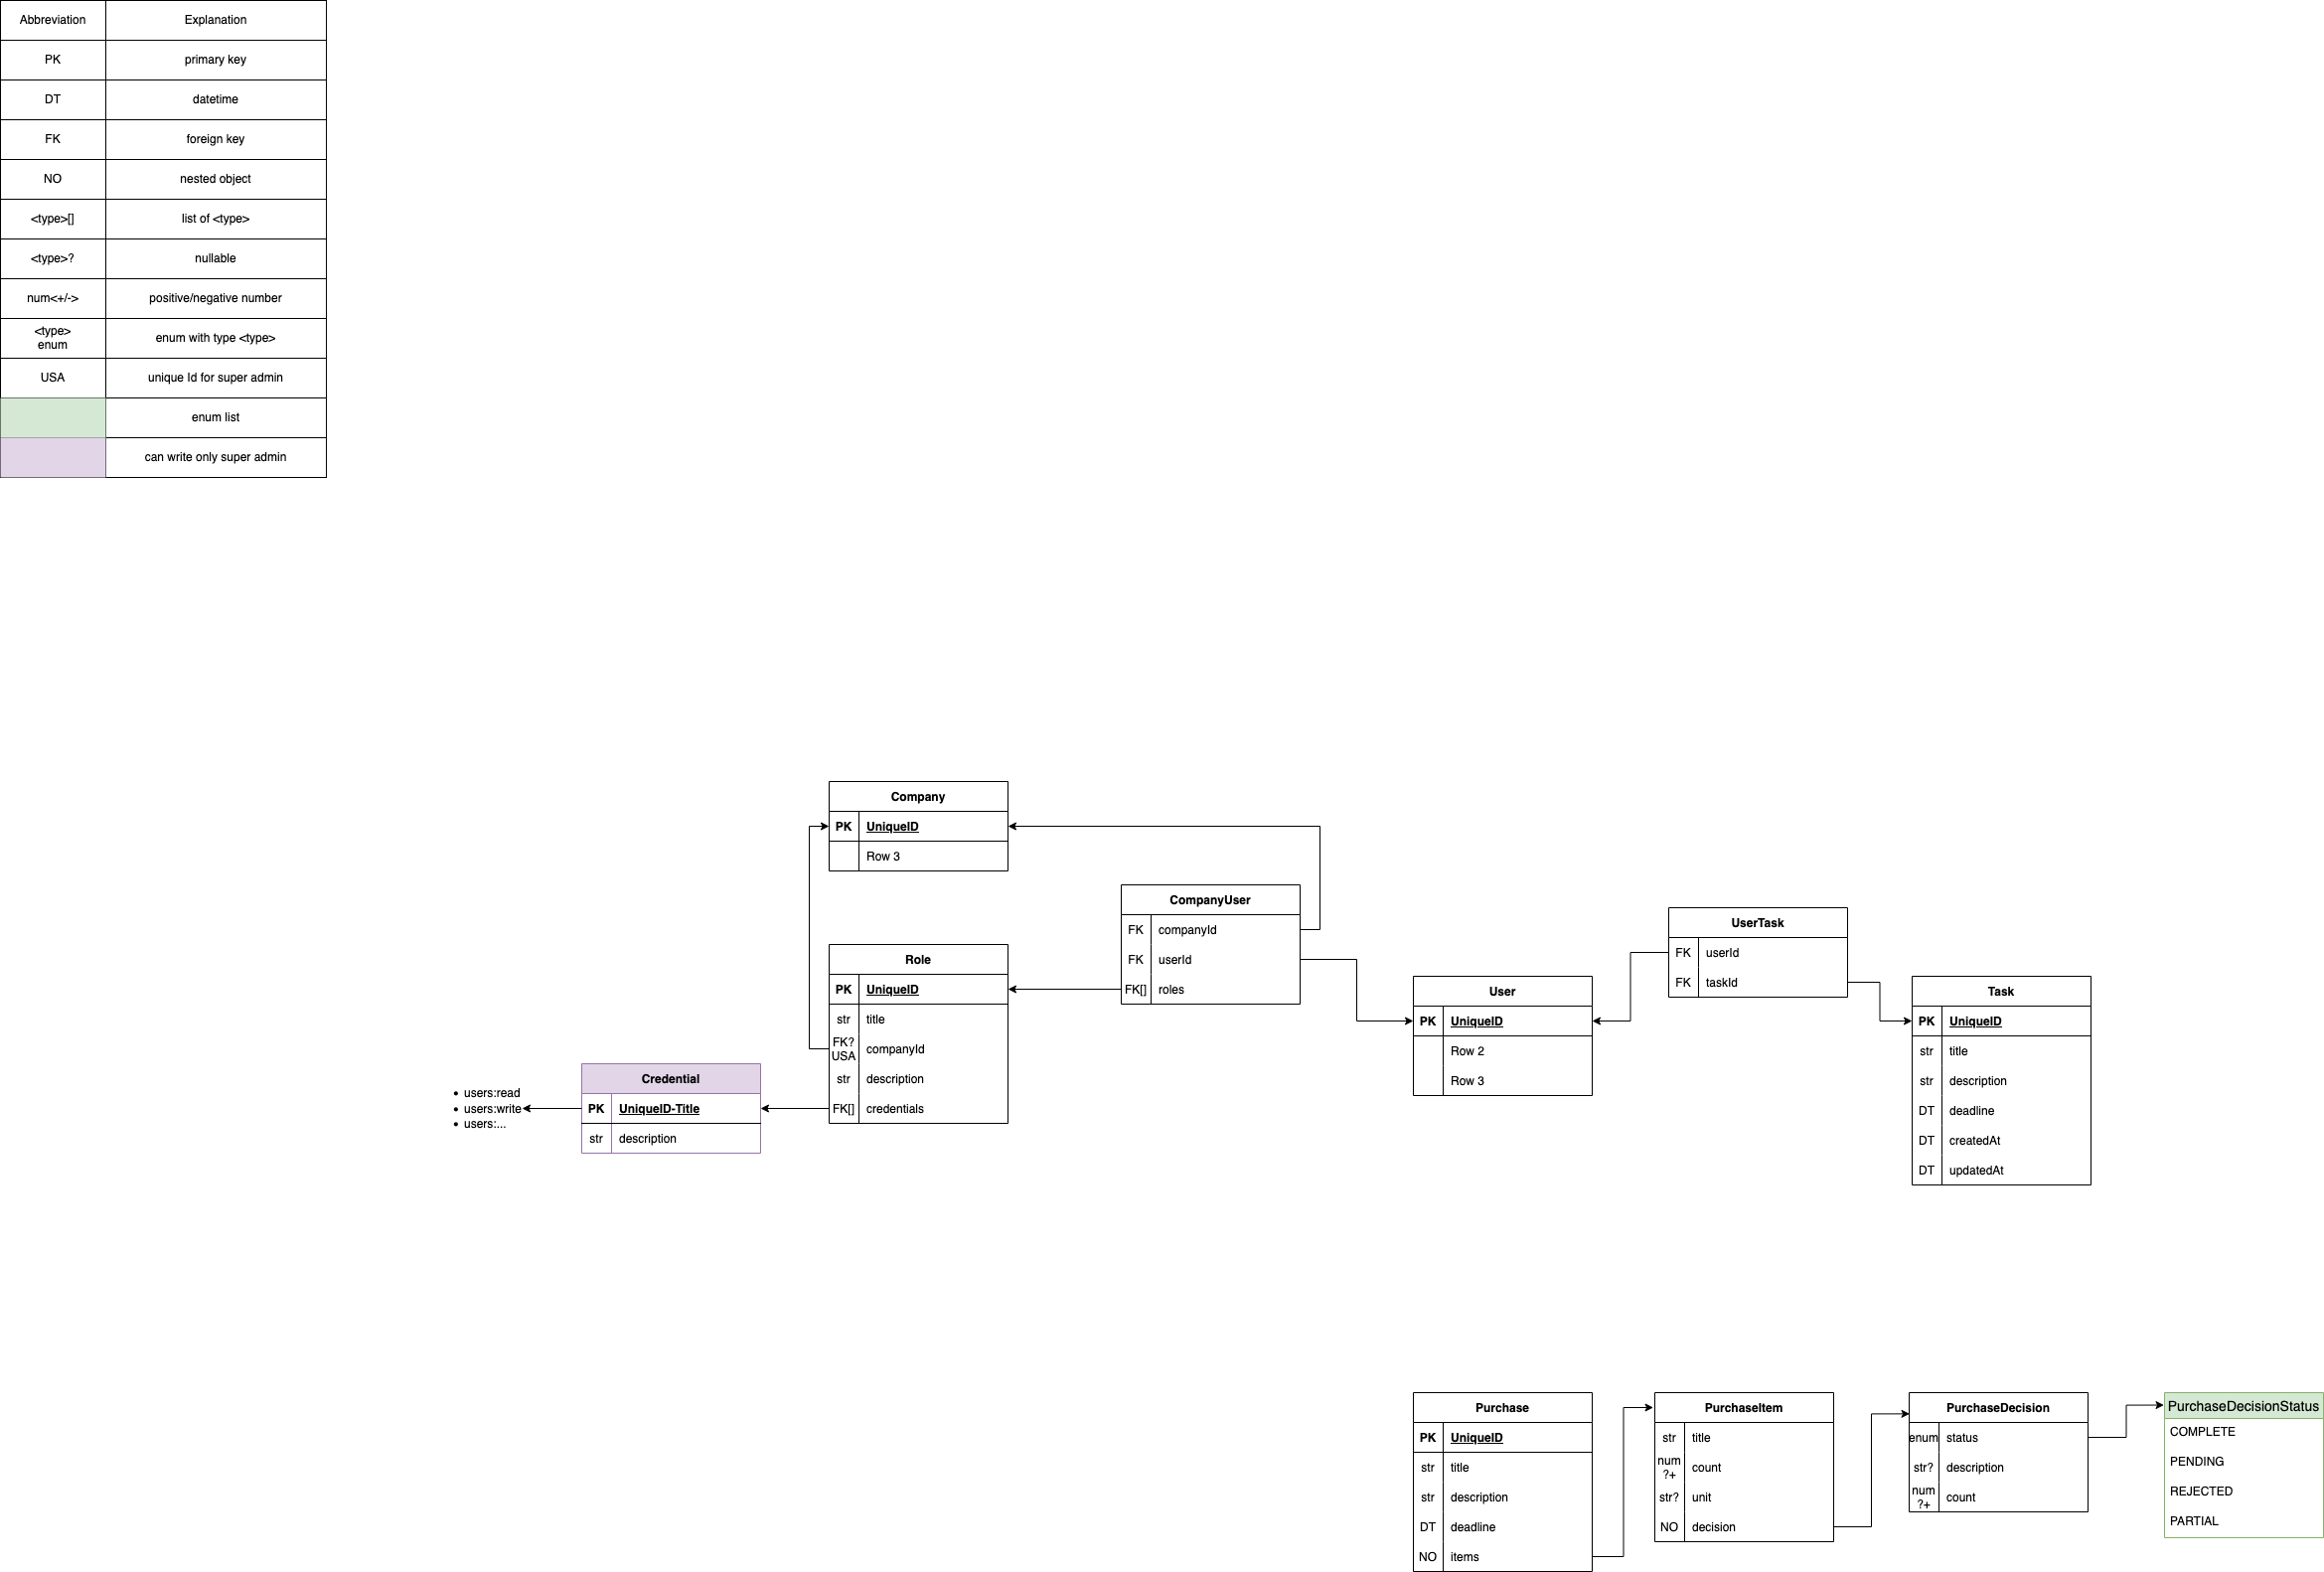 Abbreviation Explanation
PK primary key
DT datetime
FK foreign key
NO nested object
<type>[] list of <type>
<type>? nullable
num<+/-> positive/negative number
<type>
enum enum with type <type>
USA unique Id for super admin
enum list
can write only super admin
Company
PK UniqueID
Row 3
CompanyUser
FK companyId
FK userId
FK[] roles
Role
PK UniqueID
str title
FK?
USA companyId
str description
FK[] credentials
Credential
PK UniqueID-Title
str description
• users:read
• users:write
• users:...
User
PK UniqueID
Row 2
Row 3
UserTask
FK userId
FK taskId
Task
PK UniqueID
str title
str description
DT deadline
DT createdAt
DT updatedAt
Purchase
PK UniqueID
str title
str description
DT deadline
NO items
PurchaseItem
str title
num
?+ count
str? unit
NO decision
PurchaseDecision
enum status
str? description
num
?+ count
PurchaseDecisionStatus
COMPLETE
PENDING
REJECTED
PARTIAL